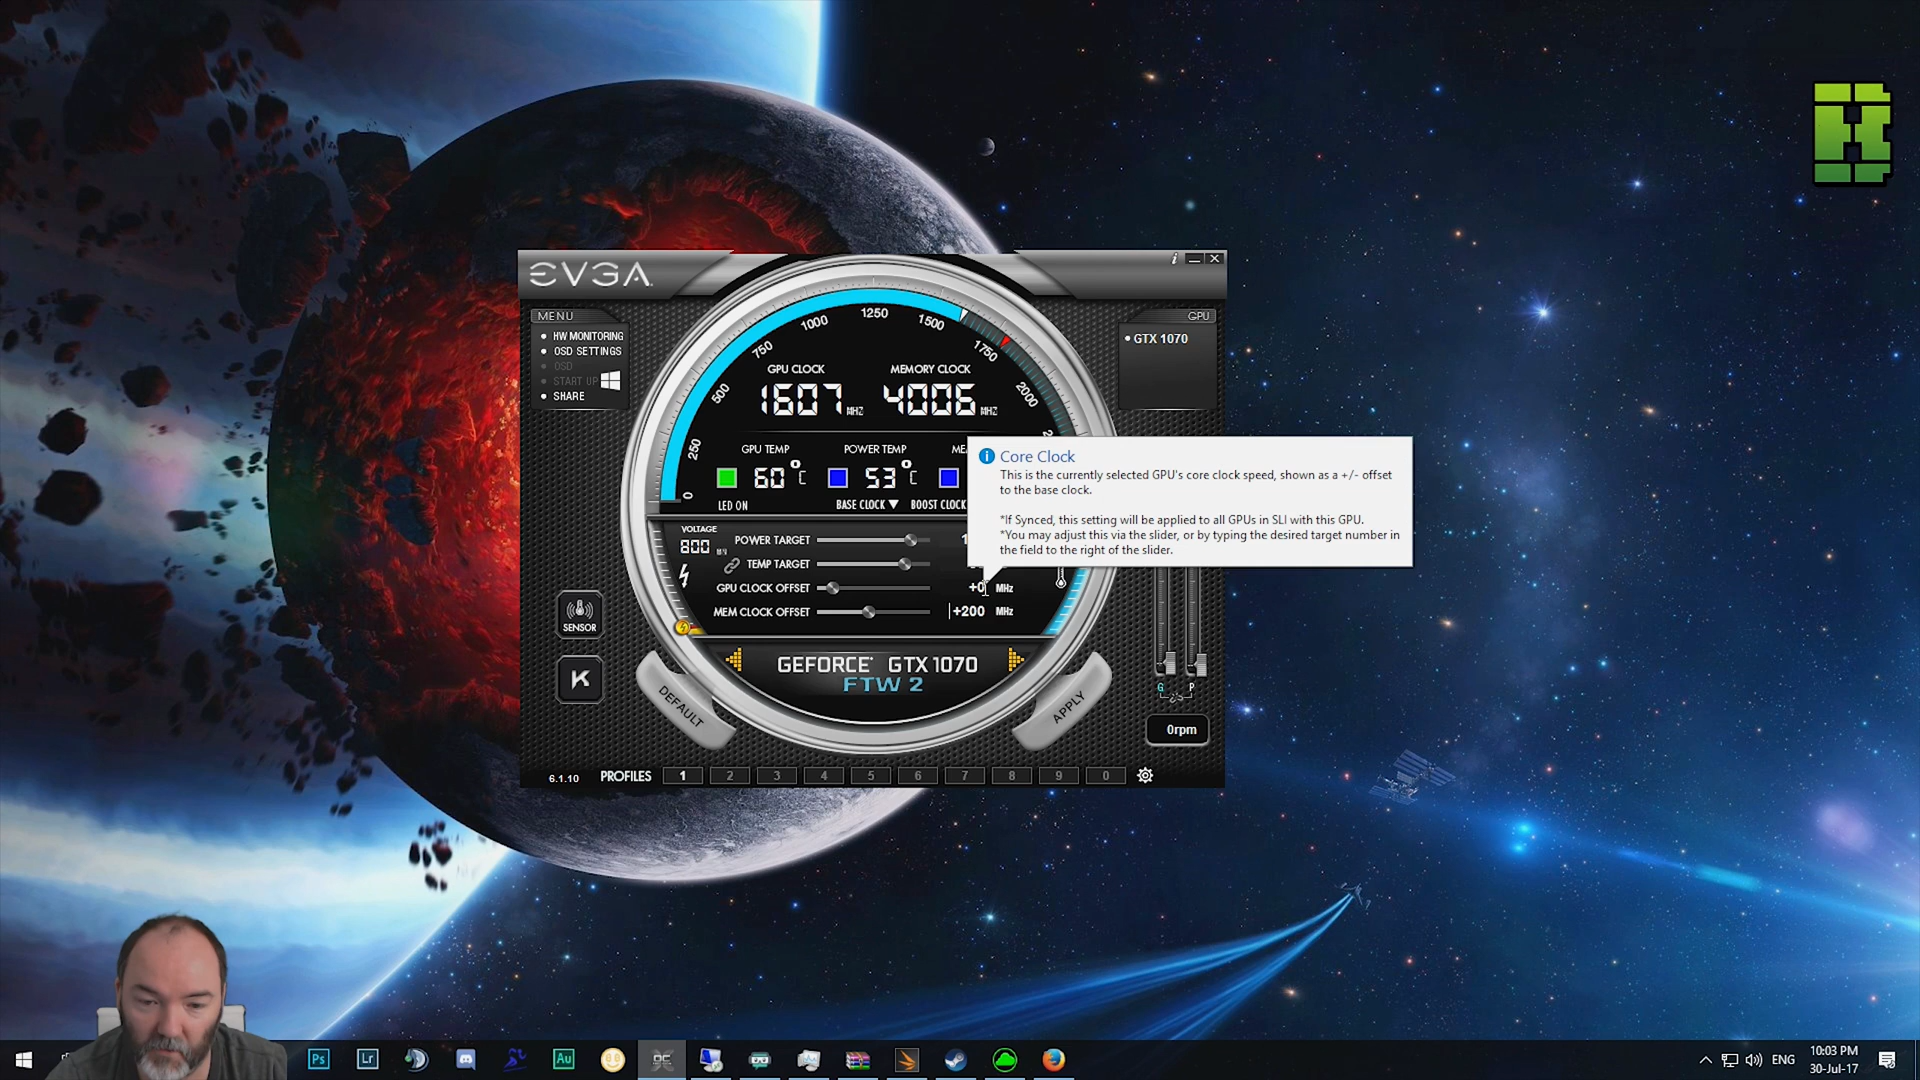 EVGA
i
MENU
HW MONITORING
OSD SETTINGS
OSD
START UP
SHARE
GPU
GTX 1070
0
250
500
750
1000
1250
1500
1750
2000
GPU CLOCK
1607 MHZ
MEMORY CLOCK
4006 MHZ
GPU TEMP
60°C
POWER TEMP
53°C
LED ON
BASE CLOCK
BOOST CLOCK
Core Clock
This is the currently selected GPU's core clock speed, shown as a +/- offset
to the base clock.
*If Synced, this setting will be applied to all GPUs in SLI with this GPU.
*You may adjust this via the slider, or by typing the desired target number in
the field to the right of the slider.
VOLTAGE
800
POWER TARGET
TEMP TARGET
GPU CLOCK OFFSET +0 MHz
MEM CLOCK OFFSET +200 MHz
SENSOR
K
GEFORCE GTX 1070
FTW 2
DEFAULT
APPLY
G P
0rpm
6.1.10 PROFILES 1 2 3 4 5 6 7 8 9 0
Ps Lr Au OC
ENG
10:03 PM
30-Jul-17